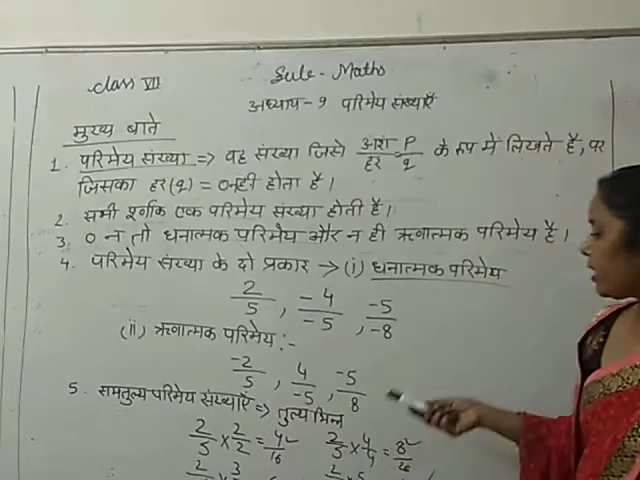 class VII
Sub- Maths
अध्याय- 9 परिमेय संख्याएँ
मुख्य बाते
1. परिमेय संख्या => वह संख्या जिसे अंश/हर = P/q के रूप में लिखते है, पर
जिसका हर (q) = 0 नही होता है।
2. सभी पूर्णांक एक परिमेय संख्या होती है।
3. 0 न तो धनात्मक परिमेय और न ही ऋणात्मक परिमेय है।
4. परिमेय संख्या के दो प्रकार → (i) धनात्मक परिमेय
2/5, -4/-5, -5/-8
(ii) ऋणात्मक परिमेय :-
-2/5, 4/-5, -5/8
5. समतुल्य परिमेय संख्याएँ => तुल्य भिन्न
2/5 × 2/2 = 4/10